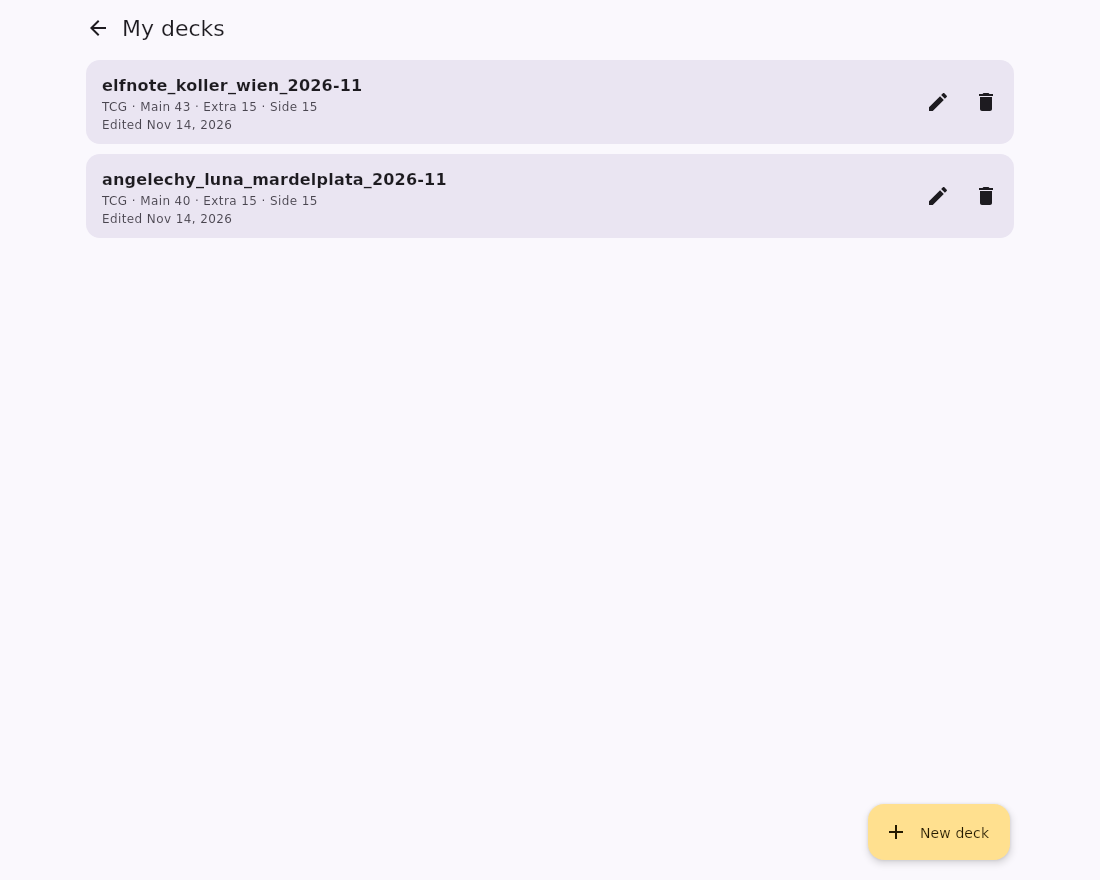 My decks
elfnote_koller_wien_2026-11
TCG · Main 43 · Extra 15 · Side 15
Edited Nov 14, 2026
angelechy_luna_mardelplata_2026-11
TCG · Main 40 · Extra 15 · Side 15
Edited Nov 14, 2026
New deck